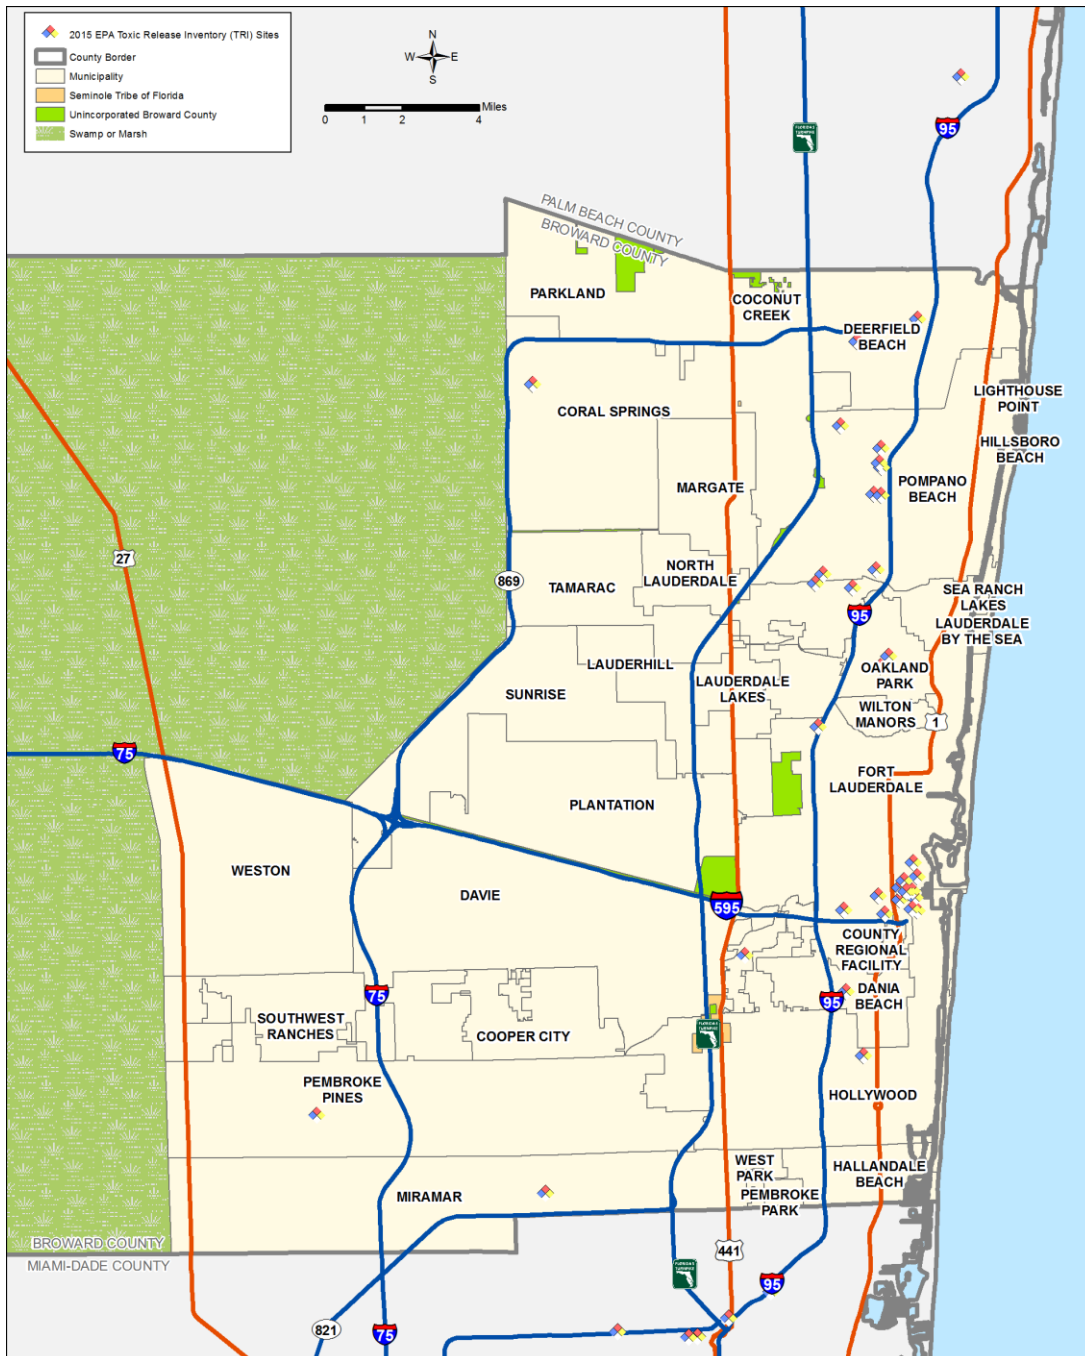 2015 EPA Toxic Release Inventory (TRI) Sites
County Border
Municipality
Seminole Tribe of Florida
Unincorporated Broward County
Swamp or Marsh
N
W E
S
Miles
0 1 2 4
95
PALM BEACH COUNTY
BROWARD COUNTY
PARKLAND
COCONUT
CREEK
DEERFIELD
BEACH
LIGHTHOUSE
POINT
CORAL SPRINGS
HILLSBORO
BEACH
MARGATE
POMPANO
BEACH
27
869
TAMARAC
NORTH
LAUDERDALE
95
SEA RANCH
LAKES
LAUDERDALE
BY THE SEA
LAUDERHILL
SUNRISE
LAUDERDALE
LAKES
OAKLAND
PARK
WILTON
MANORS
1
75
FORT
LAUDERDALE
PLANTATION
WESTON
DAVIE
595
COUNTY
REGIONAL
FACILITY
75
95
DANIA
BEACH
SOUTHWEST
RANCHES
COOPER CITY
PEMBROKE
PINES
HOLLYWOOD
WEST
PARK
PEMBROKE
PARK
HALLANDALE
BEACH
MIRAMAR
BROWARD COUNTY
MIAMI-DADE COUNTY
441
95
821
75